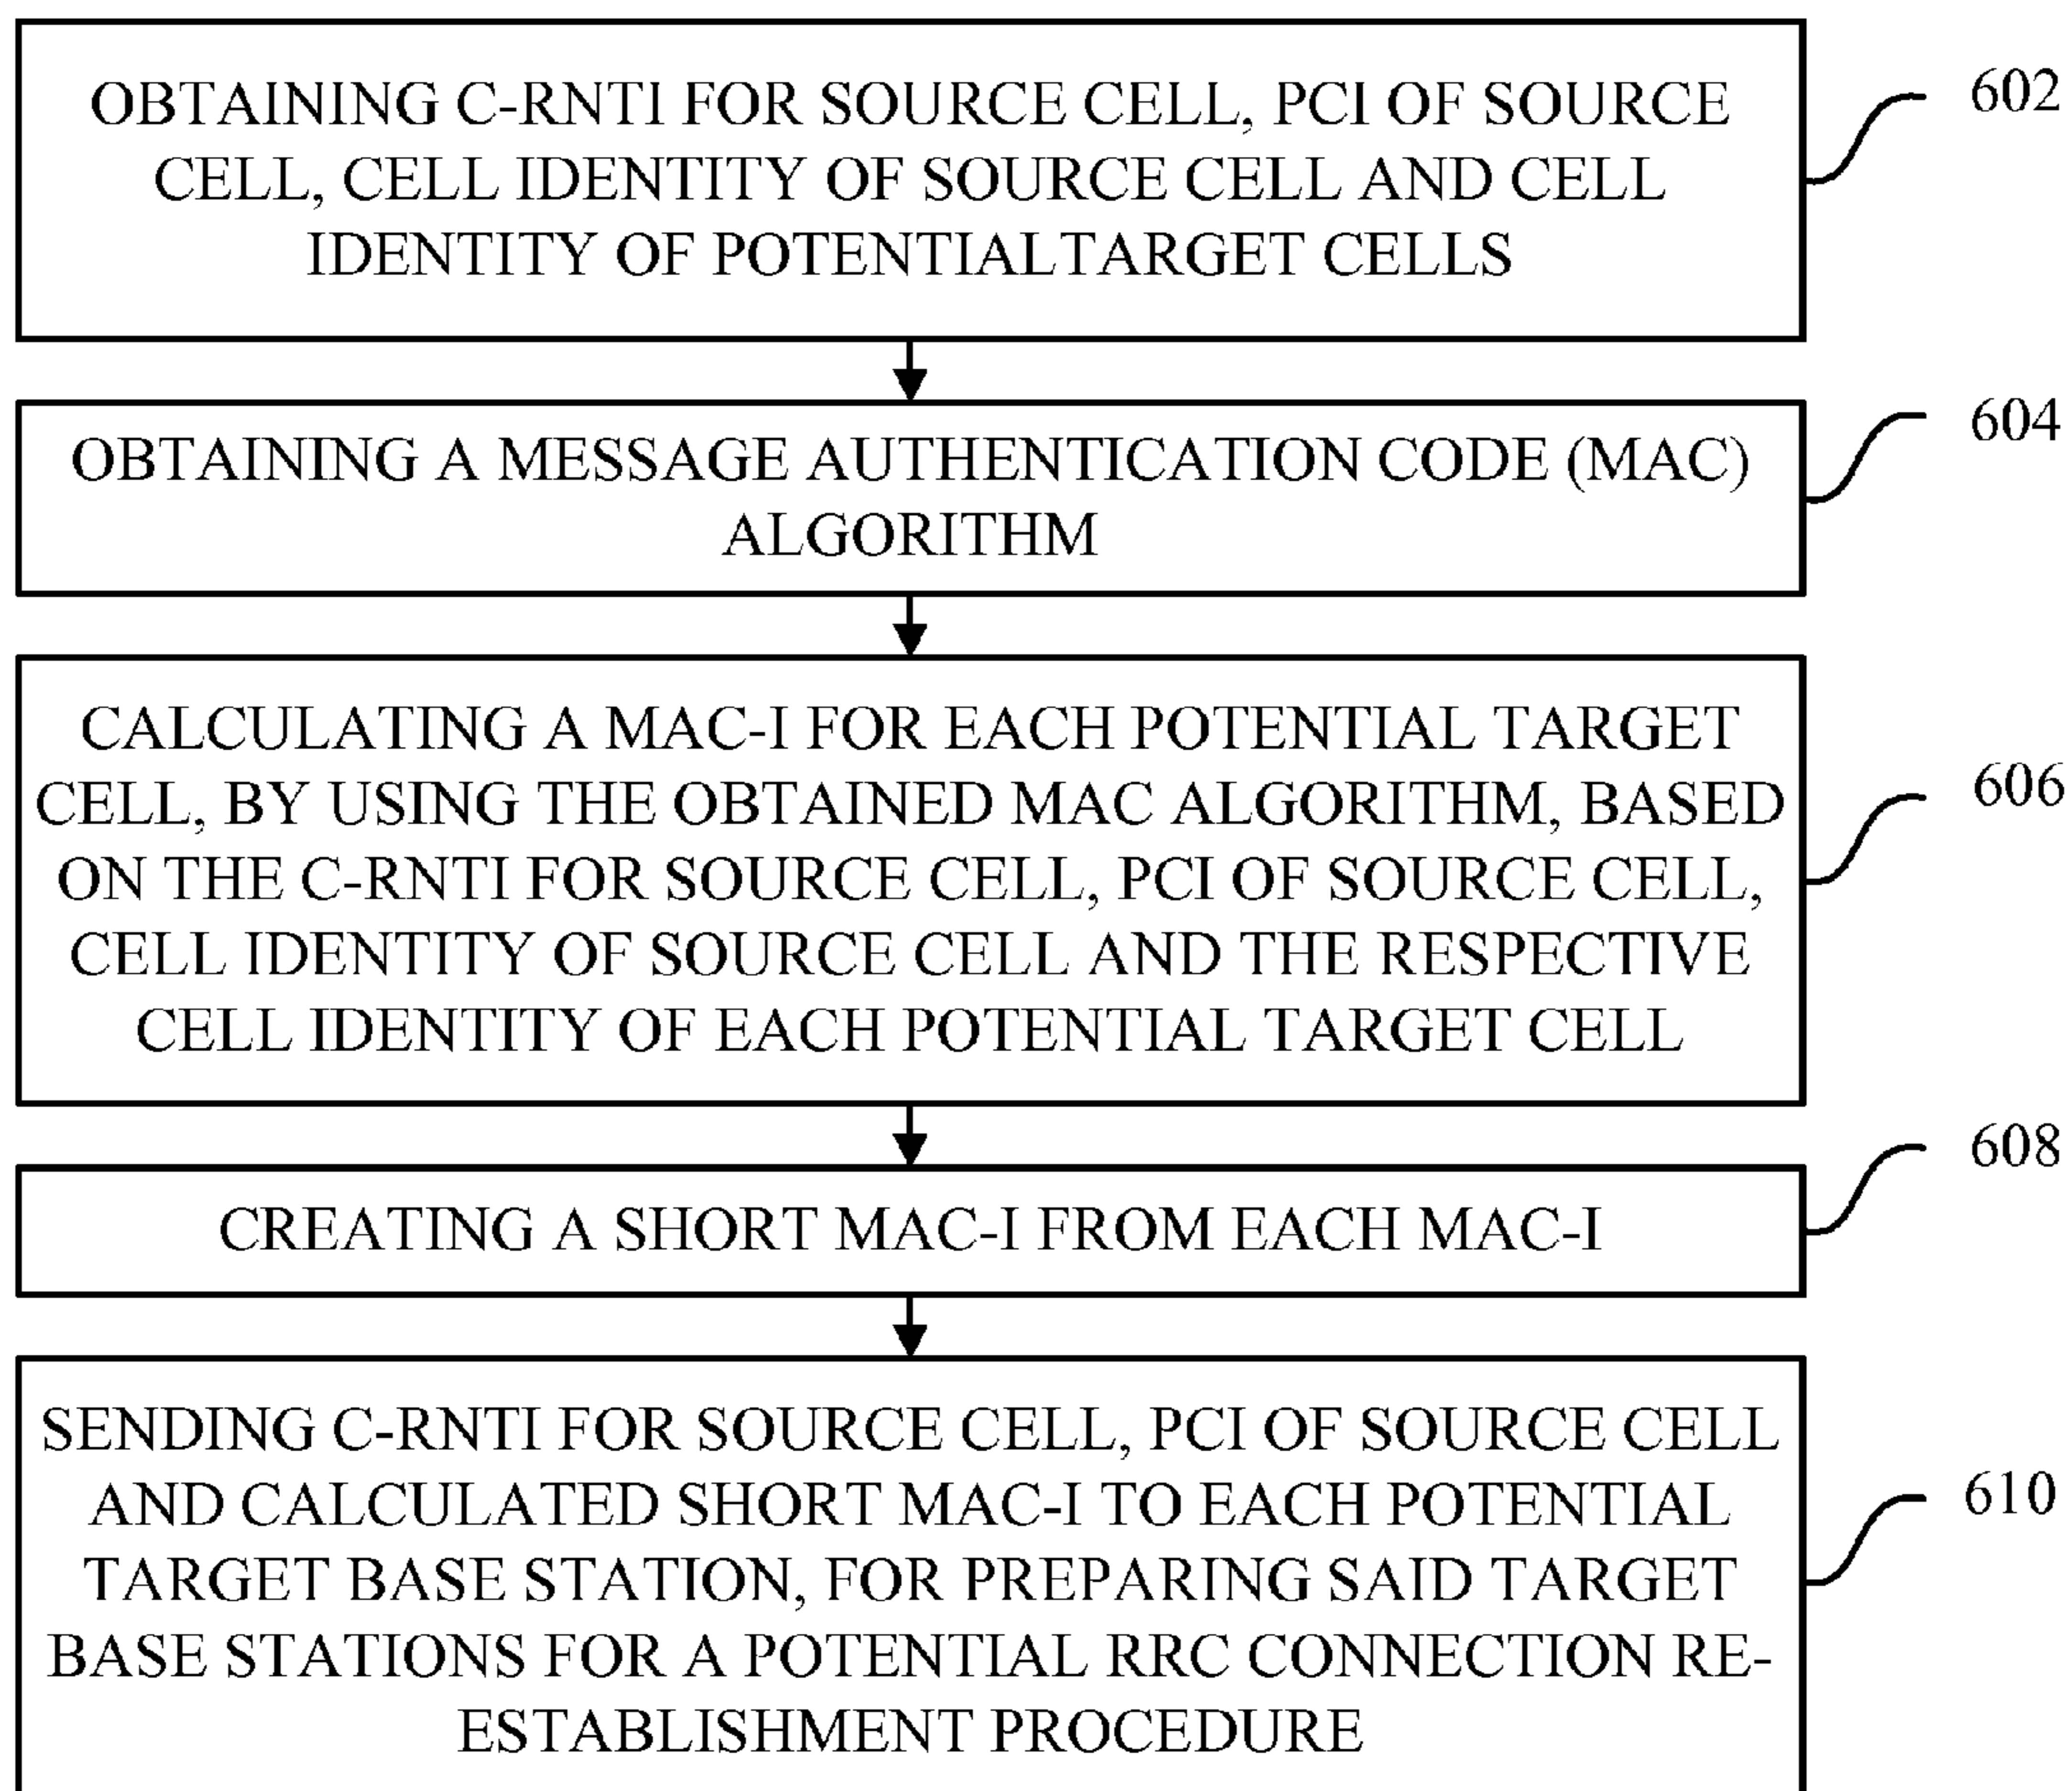 OBTAINING C-RNTI FOR SOURCE CELL, PCI OF SOURCE
CELL, CELL IDENTITY OF SOURCE CELL AND CELL
IDENTITY OF POTENTIALTARGET CELLS
602
OBTAINING A MESSAGE AUTHENTICATION CODE (MAC)
ALGORITHM
604
CALCULATING A MAC-I FOR EACH POTENTIAL TARGET
CELL, BY USING THE OBTAINED MAC ALGORITHM, BASED
ON THE C-RNTI FOR SOURCE CELL, PCI OF SOURCE CELL,
CELL IDENTITY OF SOURCE CELL AND THE RESPECTIVE
CELL IDENTITY OF EACH POTENTIAL TARGET CELL
606
CREATING A SHORT MAC-I FROM EACH MAC-I
608
SENDING C-RNTI FOR SOURCE CELL, PCI OF SOURCE CELL
AND CALCULATED SHORT MAC-I TO EACH POTENTIAL
TARGET BASE STATION, FOR PREPARING SAID TARGET
BASE STATIONS FOR A POTENTIAL RRC CONNECTION RE-
ESTABLISHMENT PROCEDURE
610